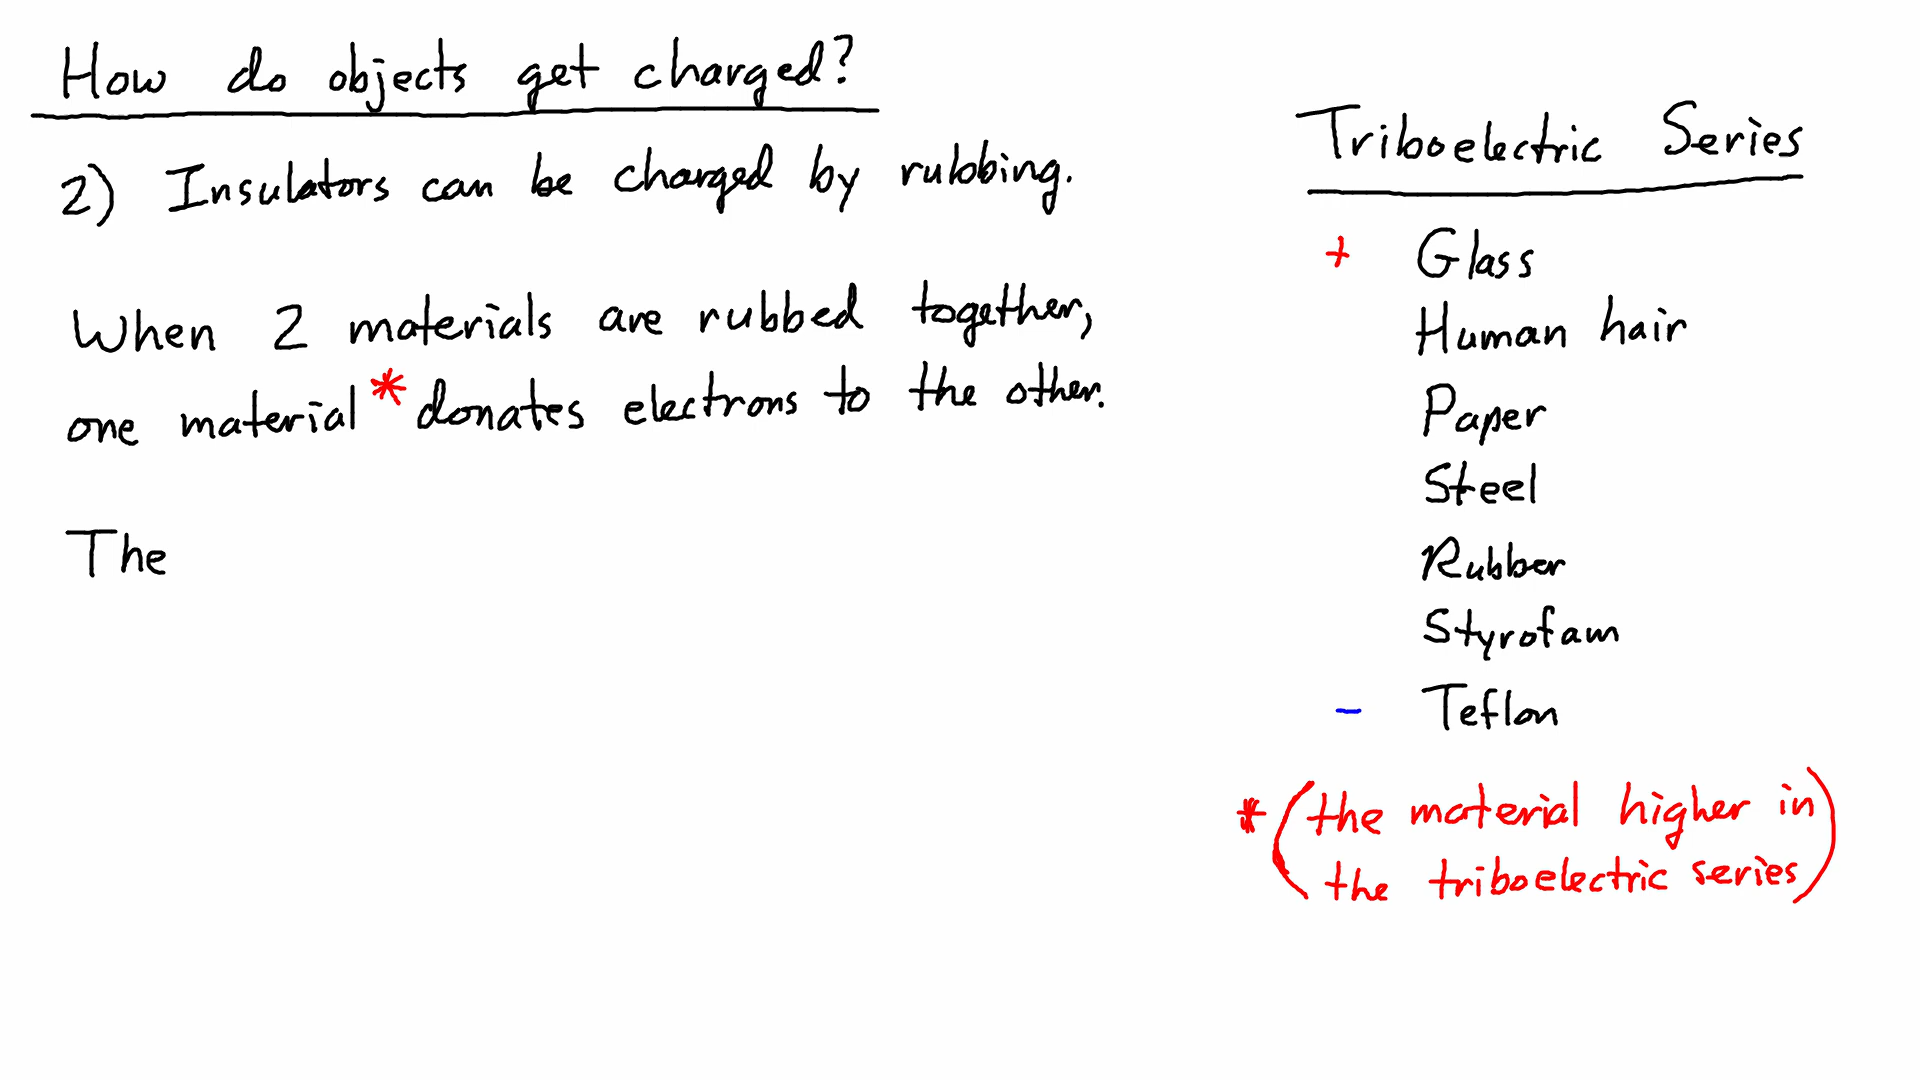 How do objects get charged?
2) Insulators can be charged by rubbing.
When 2 materials are rubbed together,
one material * donates electrons to the other.
The
Triboelectric Series
+ Glass
Human hair
Paper
Steel
Rubber
Styrofam
- Teflon
* (the material higher in
the triboelectric series)